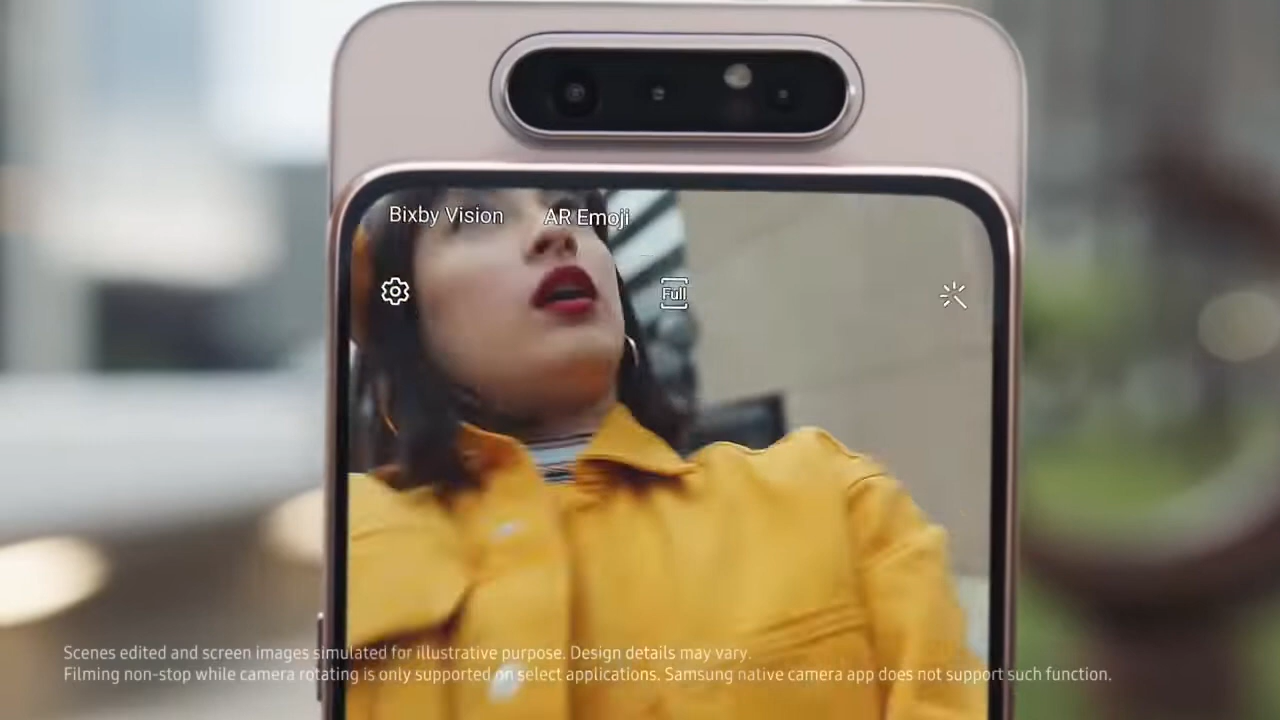 Bixby Vision AR Emoji
Full
Scenes edited and screen images simulated for illustrative purpose. Design details may vary.
Filming non-stop while camera rotating is only supported on select applications. Samsung native camera app does not support such function.